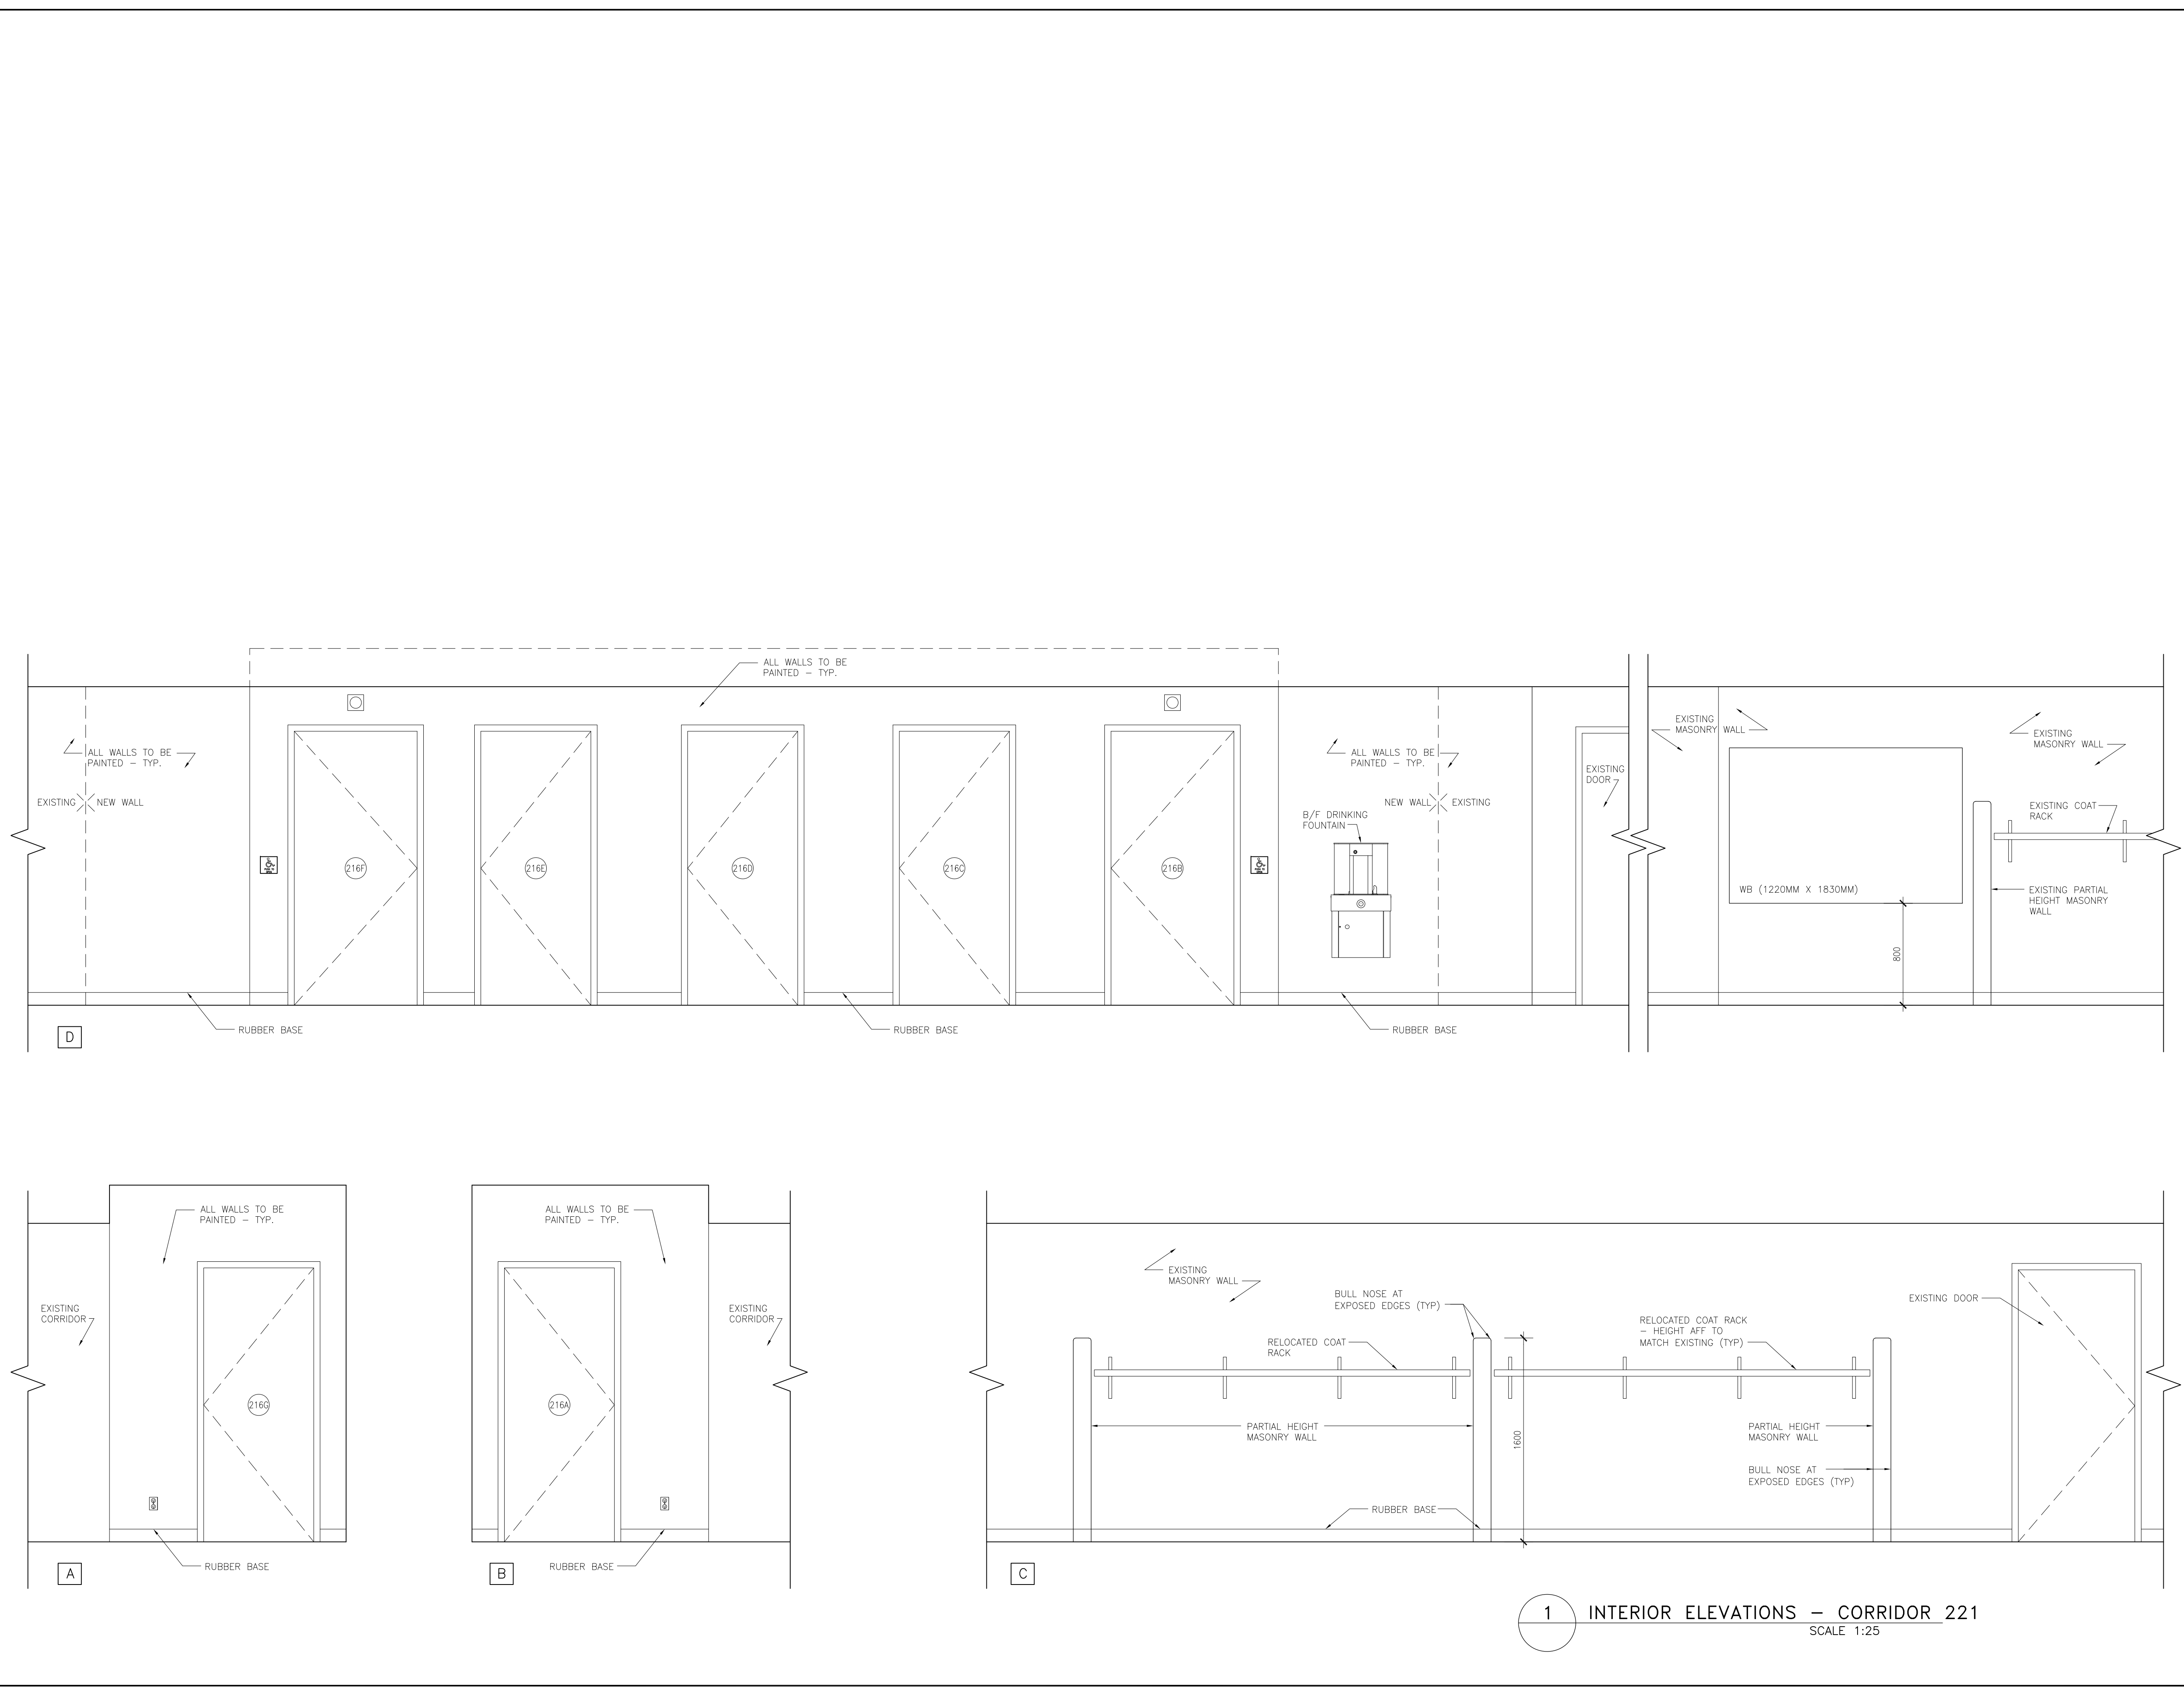 ALL WALLS TO BE
PAINTED - TYP.
ALL WALLS TO BE
PAINTED - TYP.
EXISTING
NEW WALL
216F
216E
216D
216C
216B
ALL WALLS TO BE
PAINTED - TYP.
NEW WALL
EXISTING
B/F DRINKING
FOUNTAIN
EXISTING
DOOR
EXISTING
MASONRY WALL
EXISTING
MASONRY WALL
EXISTING COAT
RACK
WB (1220MM X 1830MM)
EXISTING PARTIAL
HEIGHT MASONRY
WALL
800
RUBBER BASE
RUBBER BASE
RUBBER BASE
D
ALL WALLS TO BE
PAINTED - TYP.
EXISTING
CORRIDOR
216G
RUBBER BASE
A
ALL WALLS TO BE
PAINTED - TYP.
EXISTING
CORRIDOR
216A
RUBBER BASE
B
EXISTING
MASONRY WALL
BULL NOSE AT
EXPOSED EDGES (TYP)
RELOCATED COAT
RACK
RELOCATED COAT RACK
- HEIGHT AFF TO
MATCH EXISTING (TYP)
EXISTING DOOR
PARTIAL HEIGHT
MASONRY WALL
1600
PARTIAL HEIGHT
MASONRY WALL
BULL NOSE AT
EXPOSED EDGES (TYP)
RUBBER BASE
C
1
INTERIOR ELEVATIONS - CORRIDOR 221
SCALE 1:25